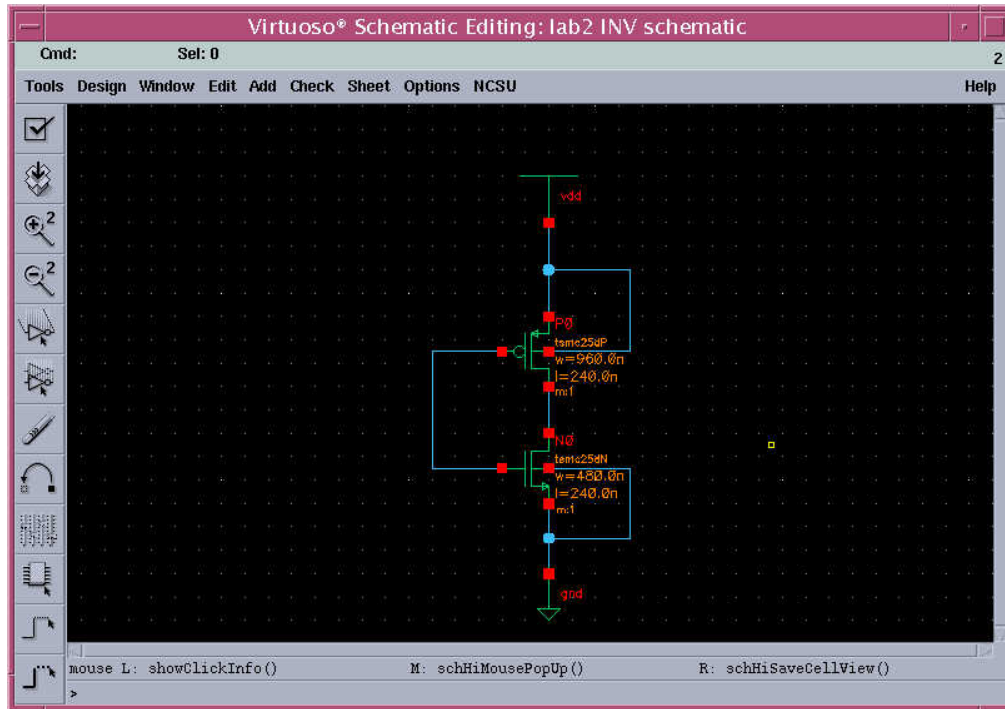 Virtuoso® Schematic Editing: lab2 INV schematic
Cmd: Sel: 0 2
Tools Design Window Edit Add Check Sheet Options NCSU Help
2
2
vdd
P0
tsmc25dP
w=960.0n
l=240.0n
m:1
N0
tsmc25dN
w=480.0n
l=240.0n
m:1
gnd
mouse L: showClickInfo() M: schHiMousePopUp() R: schHiSaveCellView()
>